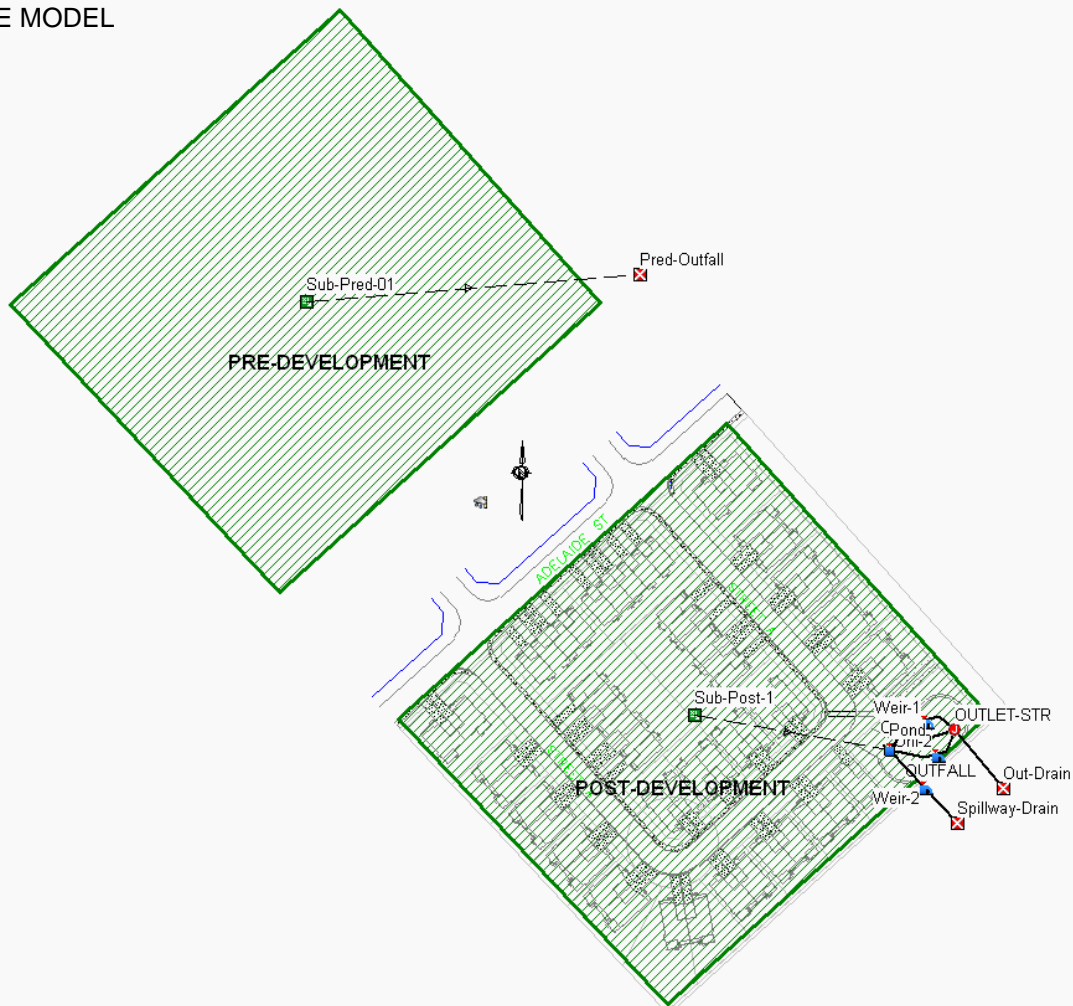 E MODEL
Pred-Outfall
Sub-Pred-01
PRE-DEVELOPMENT
ADELAIDE ST
STREET A
Sub-Post-1
Weir-1
OUTLET-STR
Pond
OUTFALL
Out-Drain
POST-DEVELOPMENT
Weir-2
Spillway-Drain